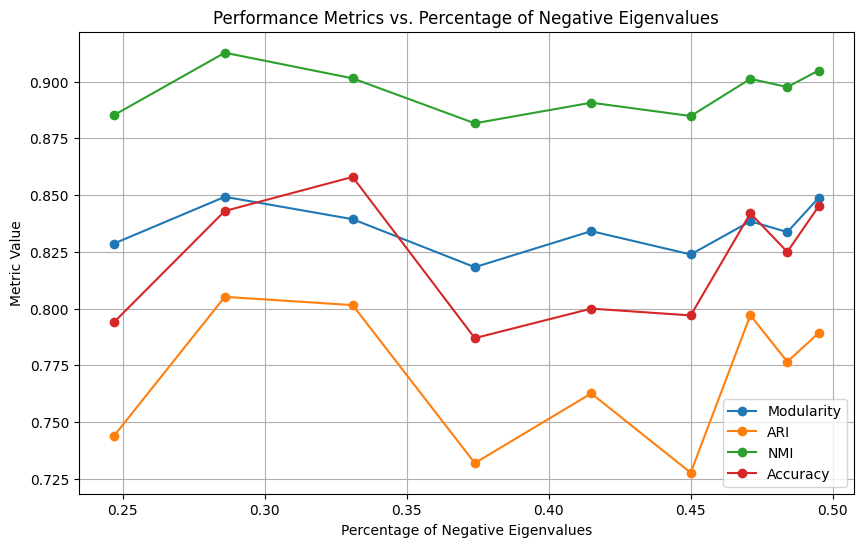 Performance Metrics vs. Percentage of Negative Eigenvalues
0.900
0.875
0.850
0.825
0.800
0.775
0.750
0.725
Metric Value
Modularity
ARI
NMI
Accuracy
0.25 0.30 0.35 0.40 0.45 0.50
Percentage of Negative Eigenvalues